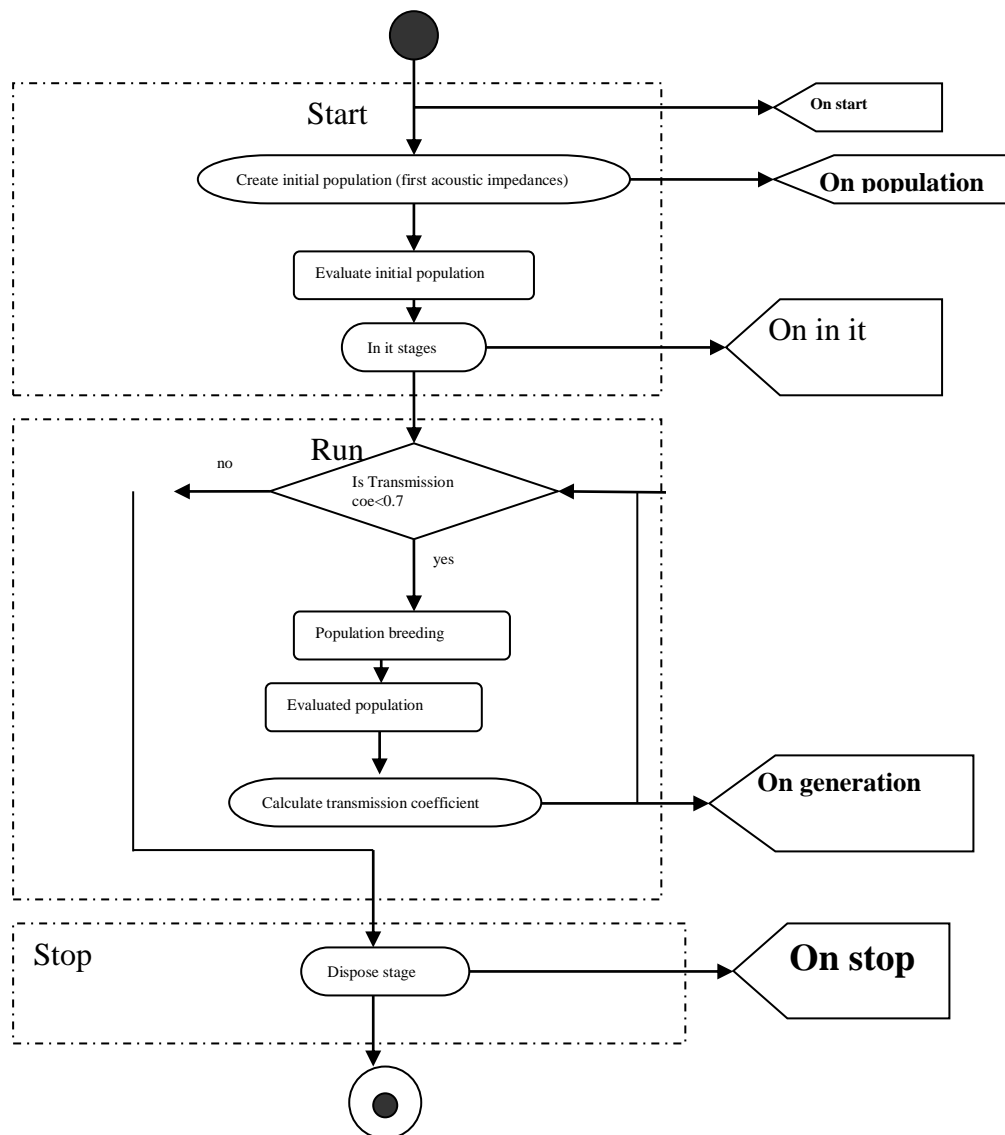 Start
On start
Create initial population (first acoustic impedances)
On population
Evaluate initial population
In it stages
On in it
Run
no
Is Transmission
coe<0.7
yes
Population breeding
Evaluated population
Calculate transmission coefficient
On generation
Stop
Dispose stage
On stop